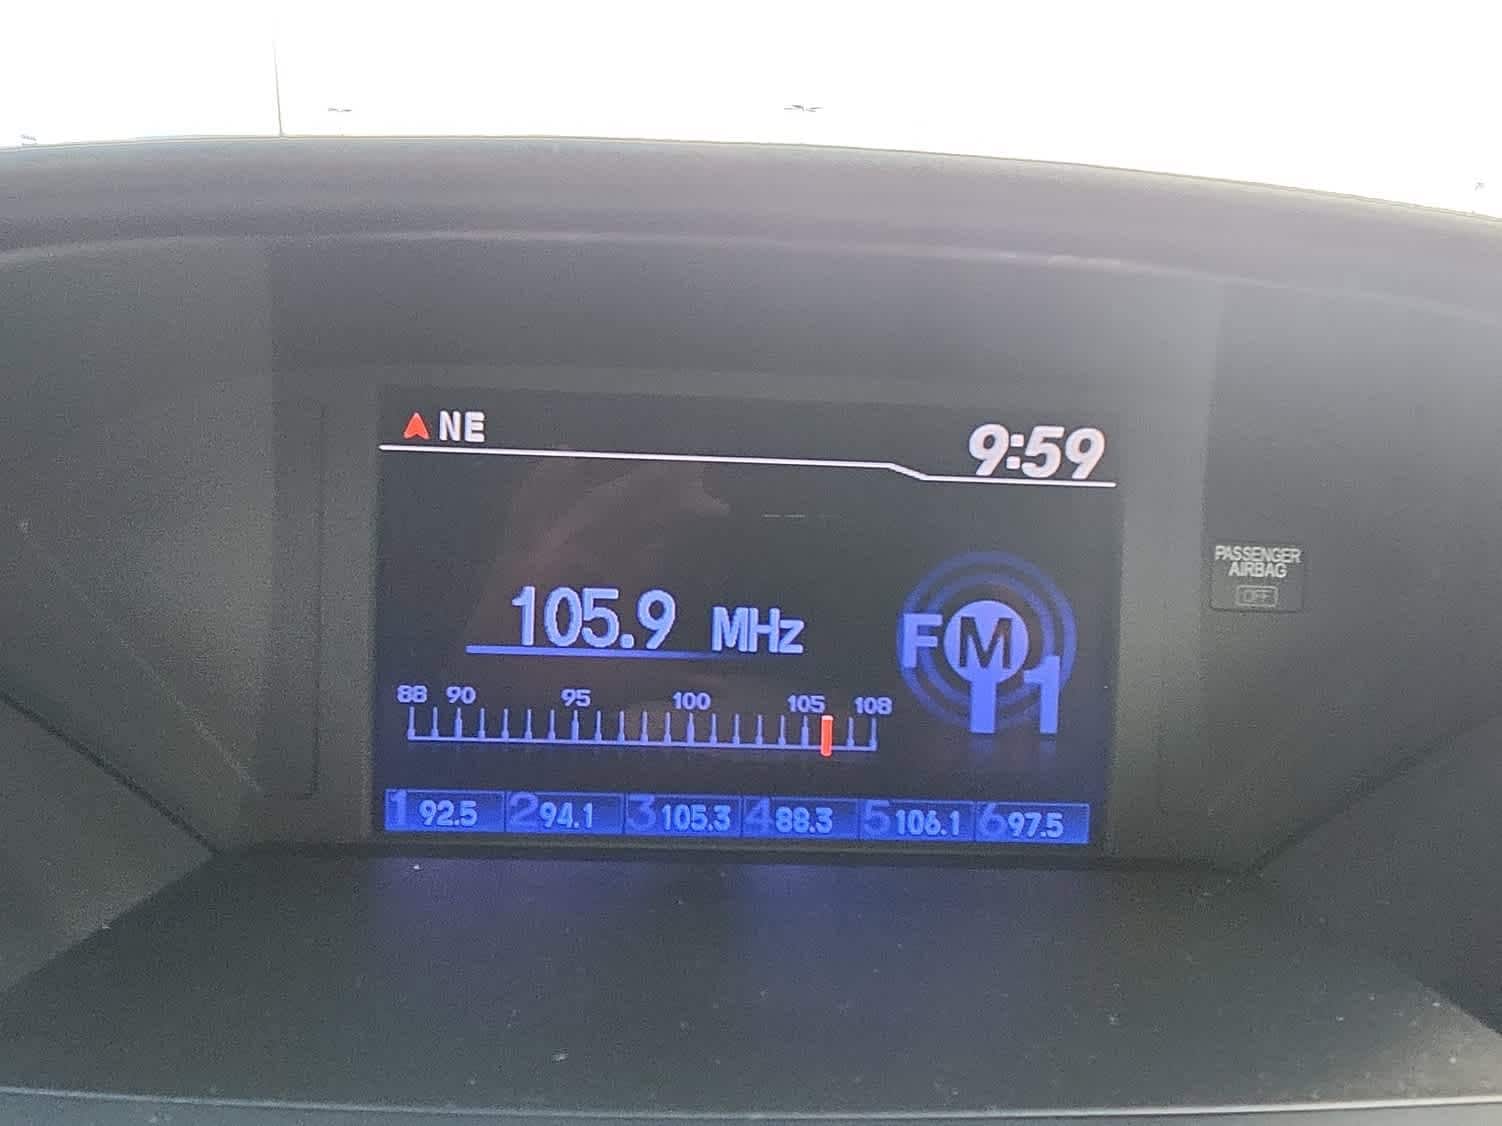 NE
9:59
PASSENGER
AIRBAG
OFF
105.9 MHz
FM
1
88 90 95 100 105 108
1 92.5 2 94.1 3 105.3 4 88.3 5 106.1 6 97.5